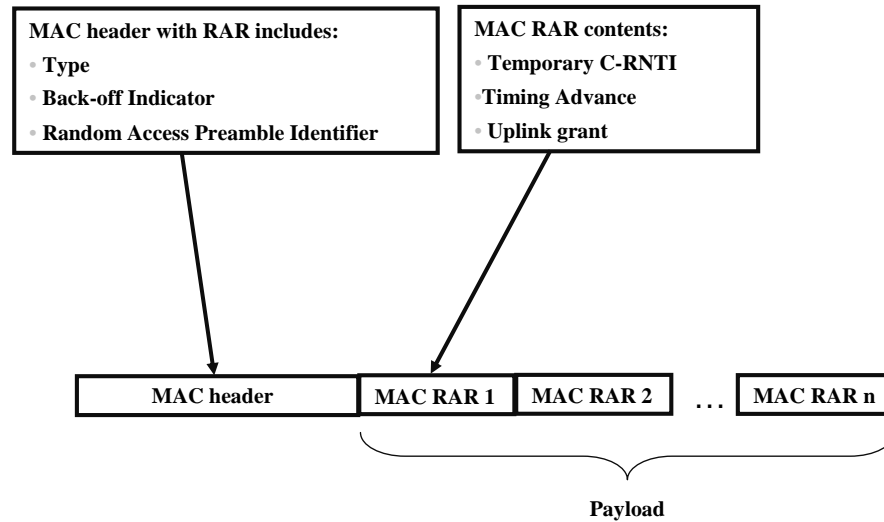 MAC header with RAR includes:
• Type
• Back-off Indicator
• Random Access Preamble Identifier
MAC RAR contents:
• Temporary C-RNTI
•Timing Advance
• Uplink grant
MAC header
MAC RAR 1
MAC RAR 2
...
MAC RAR n
Payload